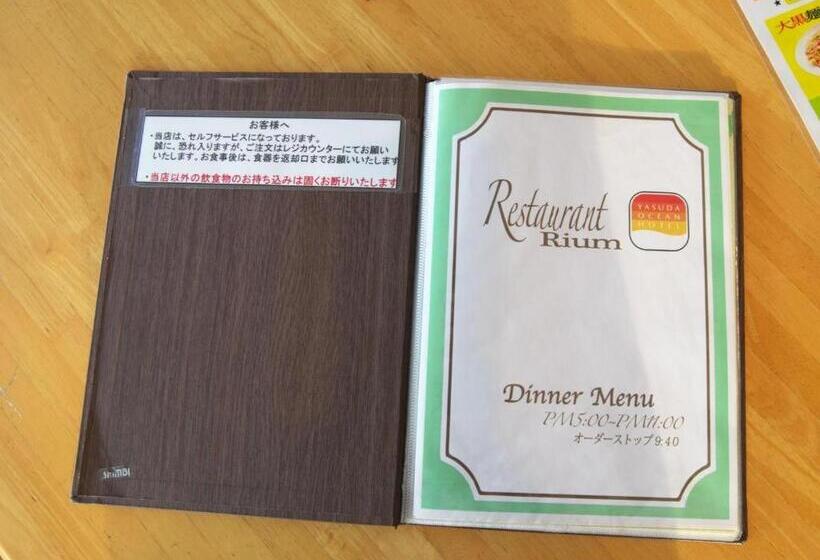 お客様へ
・当店は、セルフサービスになっております。
誠に、恐れ入りますが、ご注文はレジカウンターにてお願い
いたします。お食事後は、食器を返却口までお願いいたします
・当店以外の飲食物のお持ち込みは固くお断りいたします
shimbi
Restaurant
Rium
YASUDA
OCEAN
HOTEL
Dinner Menu
PM5:00~PM11:00
オーダーストップ9:40
大黒麺